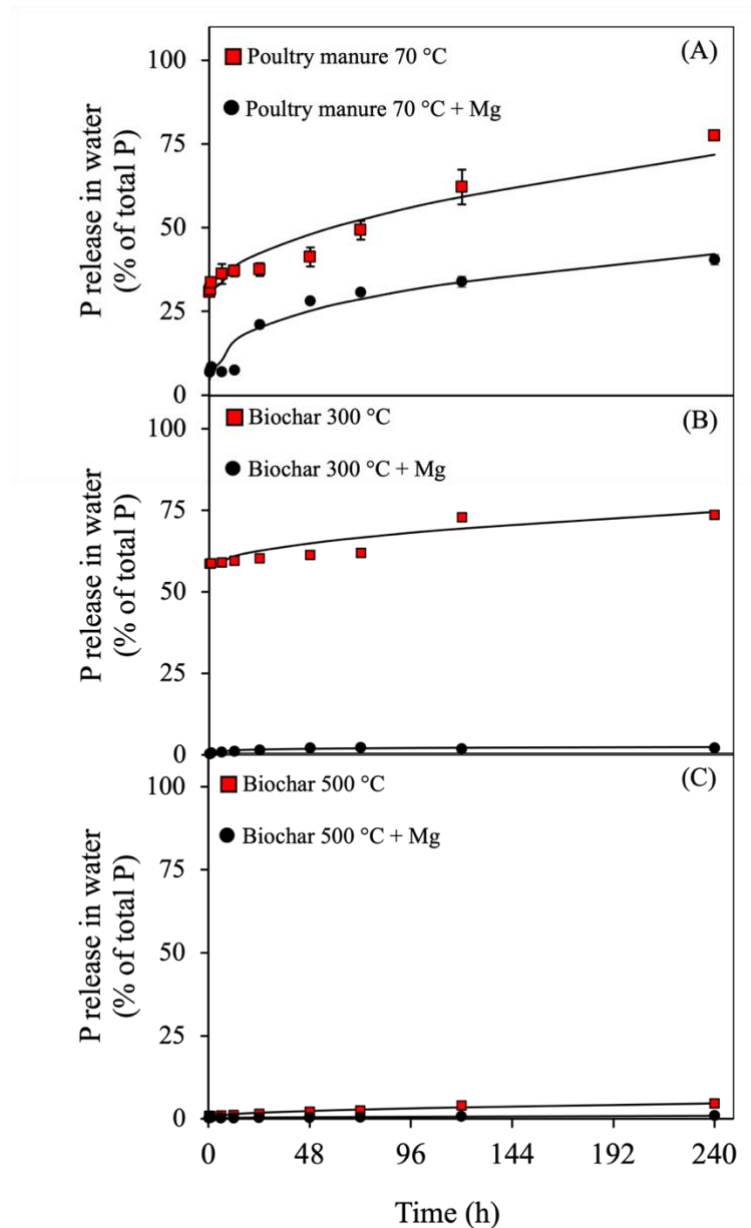 (A)
Poultry manure 70 °C
Poultry manure 70 °C + Mg
P release in water
(% of total P)
100
75
50
25
0
(B)
Biochar 300 °C
Biochar 300 °C + Mg
P release in water
(% of total P)
100
75
50
25
0
(C)
Biochar 500 °C
Biochar 500 °C + Mg
P release in water
(% of total P)
100
75
50
25
0
0 48 96 144 192 240
Time (h)